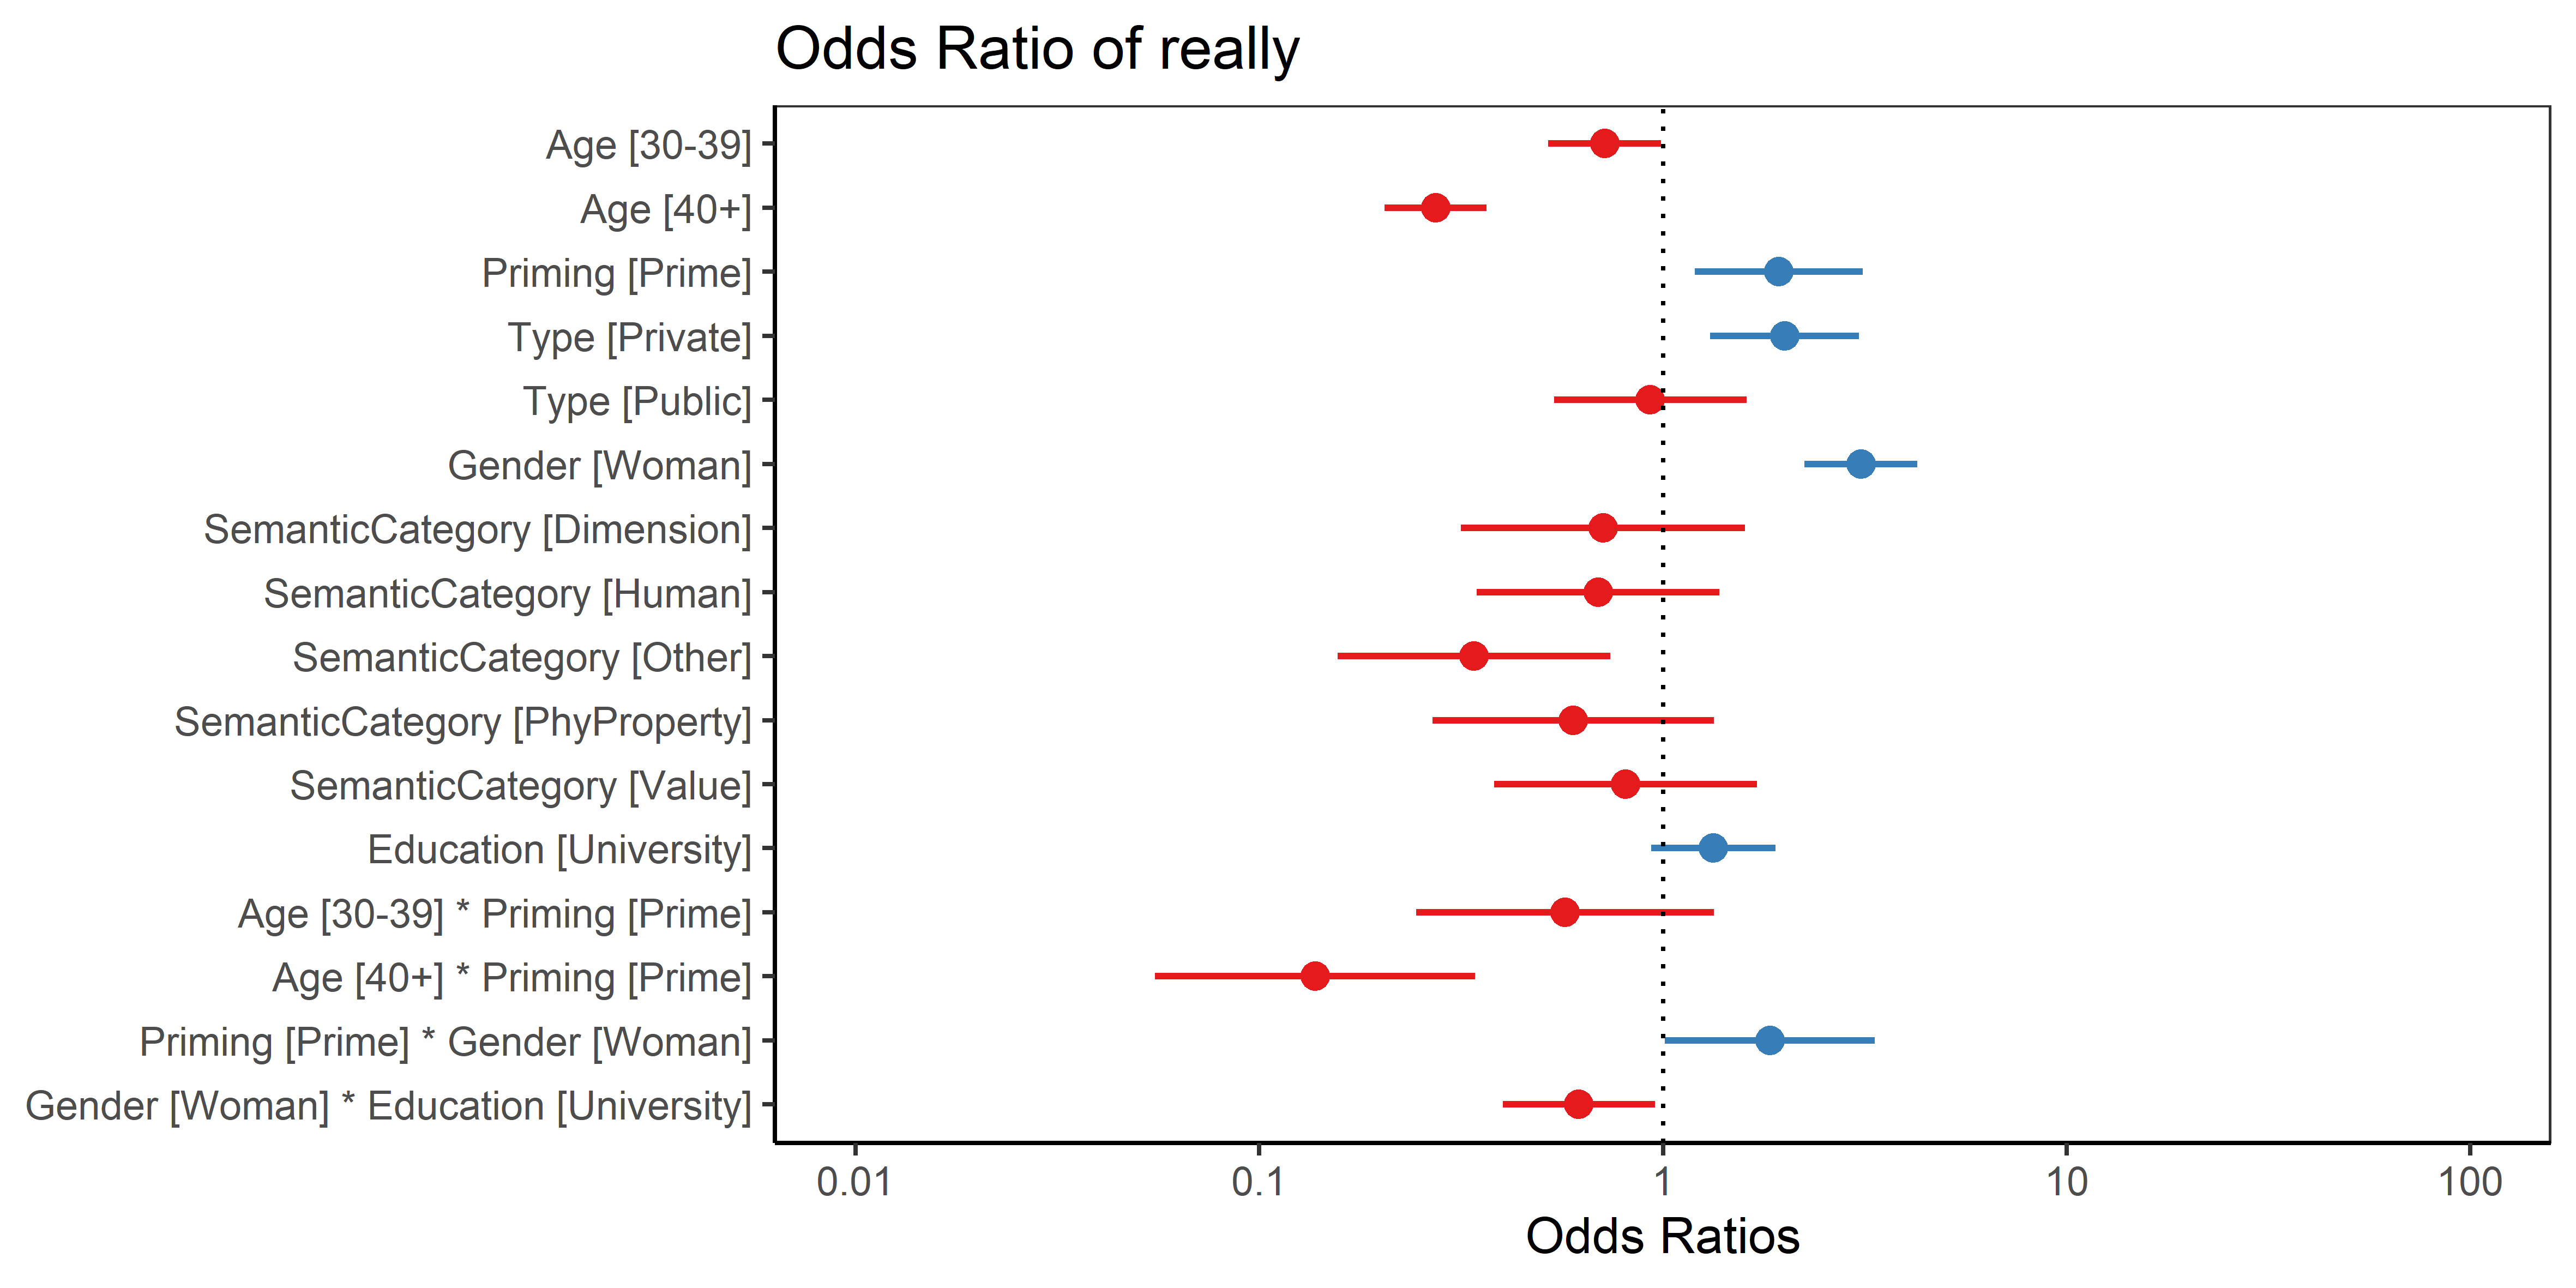 Odds Ratio of really
Age [30-39]
Age [40+]
Priming [Prime]
Type [Private]
Type [Public]
Gender [Woman]
SemanticCategory [Dimension]
SemanticCategory [Human]
SemanticCategory [Other]
SemanticCategory [PhyProperty]
SemanticCategory [Value]
Education [University]
Age [30-39] * Priming [Prime]
Age [40+] * Priming [Prime]
Priming [Prime] * Gender [Woman]
Gender [Woman] * Education [University]
0.01 0.1 1 10 100
Odds Ratios